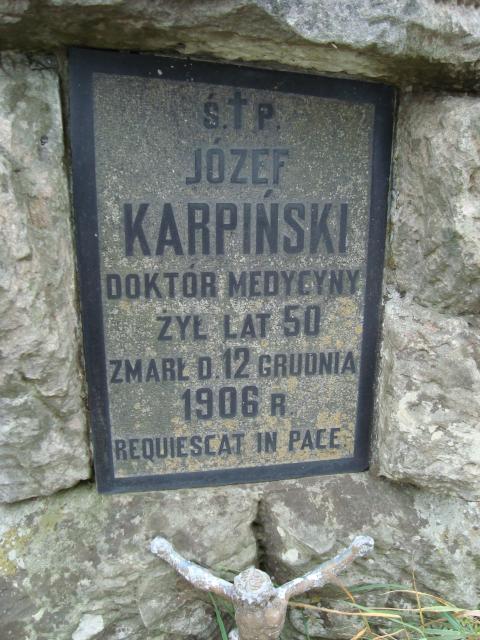 Ś.†P.
JÓZEF
KARPIŃSKI
DOKTÓR MEDYCYNY
ŻYŁ LAT 50
ZMARŁ D. 12 GRUDNIA
1906 R.
REQUIESCAT IN PACE.